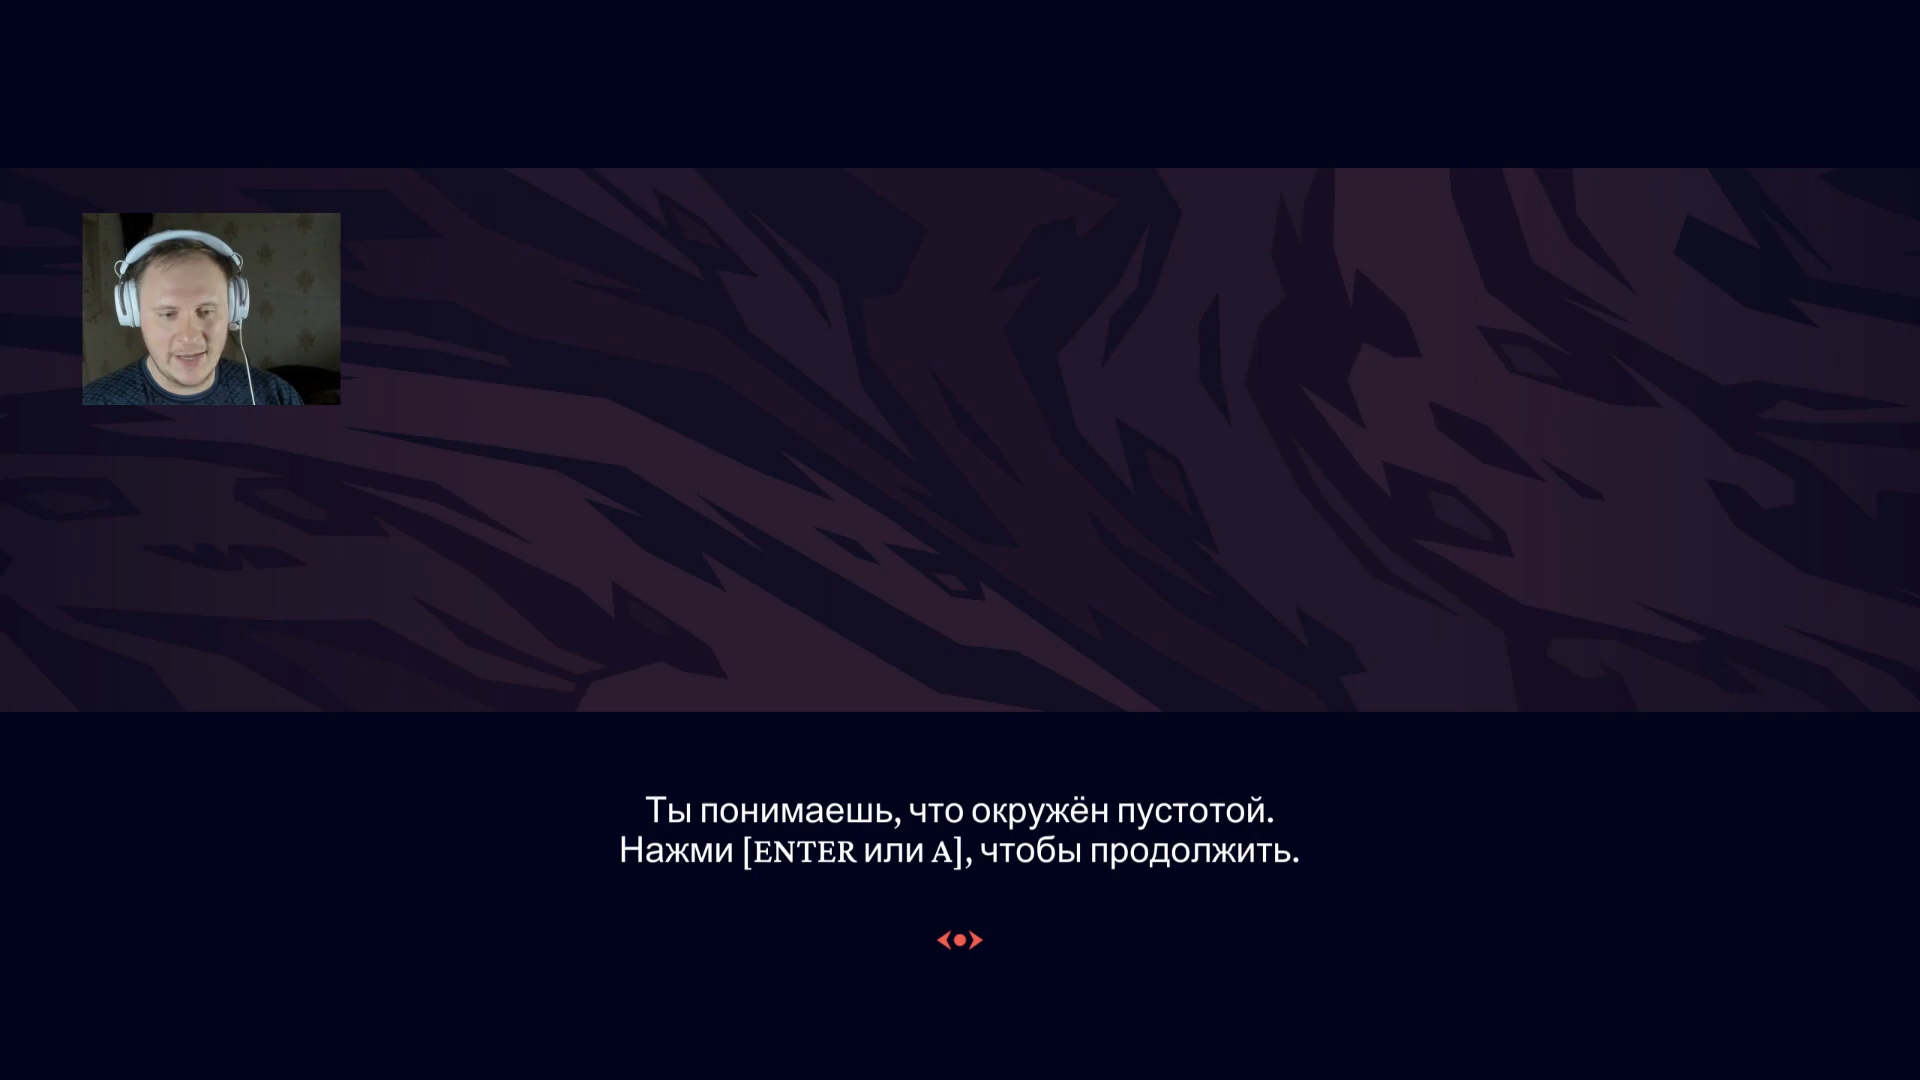 Ты понимаешь, что окружён пустотой.
Нажми [ENTER или A], чтобы продолжить.